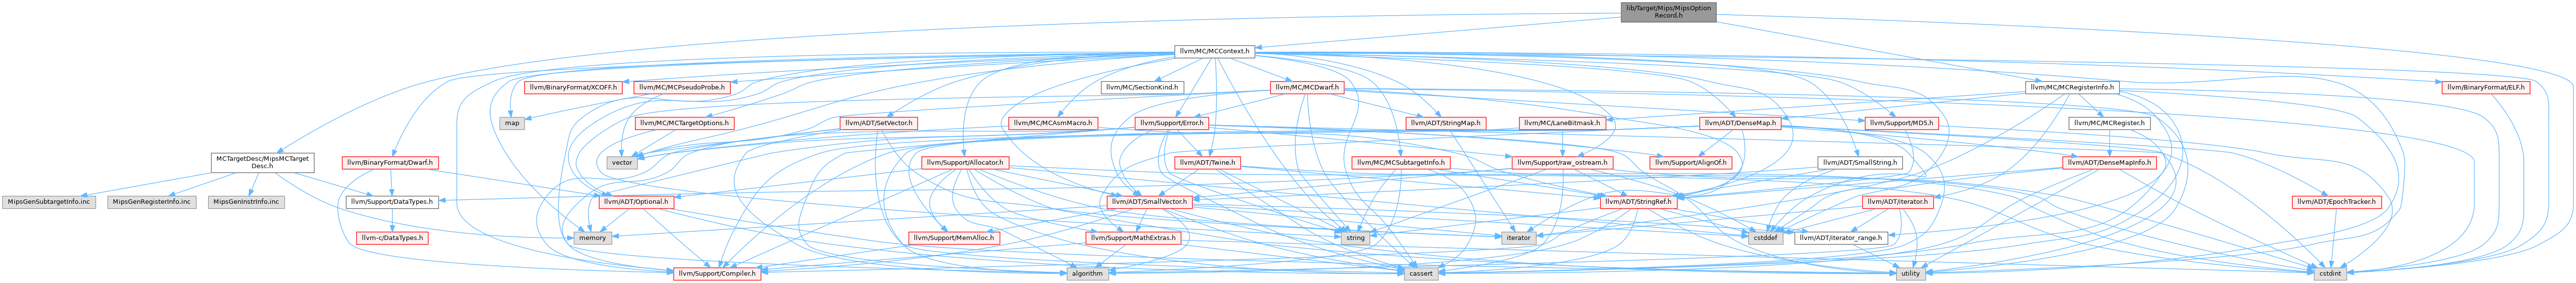 lib/Target/Mips/MipsOption
Record.h
llvm/MC/MCContext.h
llvm/BinaryFormat/XCOFF.h
llvm/MC/MCPseudoProbe.h
llvm/MC/SectionKind.h
llvm/MC/MCDwarf.h
llvm/MC/MCRegisterInfo.h
llvm/BinaryFormat/ELF.h
map
llvm/MC/MCTargetOptions.h
llvm/ADT/SetVector.h
llvm/MC/MCAsmMacro.h
llvm/Support/Error.h
llvm/ADT/StringMap.h
llvm/MC/LaneBitmask.h
llvm/ADT/DenseMap.h
llvm/Support/MD5.h
llvm/MC/MCRegister.h
MCTargetDesc/MipsMCTarget
Desc.h
llvm/BinaryFormat/Dwarf.h
vector
llvm/Support/Allocator.h
llvm/ADT/Twine.h
llvm/MC/MCSubtargetInfo.h
llvm/Support/raw_ostream.h
llvm/Support/AlignOf.h
llvm/ADT/SmallString.h
llvm/ADT/DenseMapInfo.h
MipsGenSubtargetInfo.inc
MipsGenRegisterInfo.inc
MipsGenInstrInfo.inc
llvm/Support/DataTypes.h
llvm/ADT/Optional.h
llvm/ADT/SmallVector.h
llvm/ADT/StringRef.h
llvm/ADT/iterator.h
llvm/ADT/EpochTracker.h
llvm-c/DataTypes.h
memory
llvm/Support/MemAlloc.h
llvm/Support/MathExtras.h
string
iterator
cstddef
llvm/ADT/iterator_range.h
llvm/Support/Compiler.h
algorithm
cassert
utility
cstdint